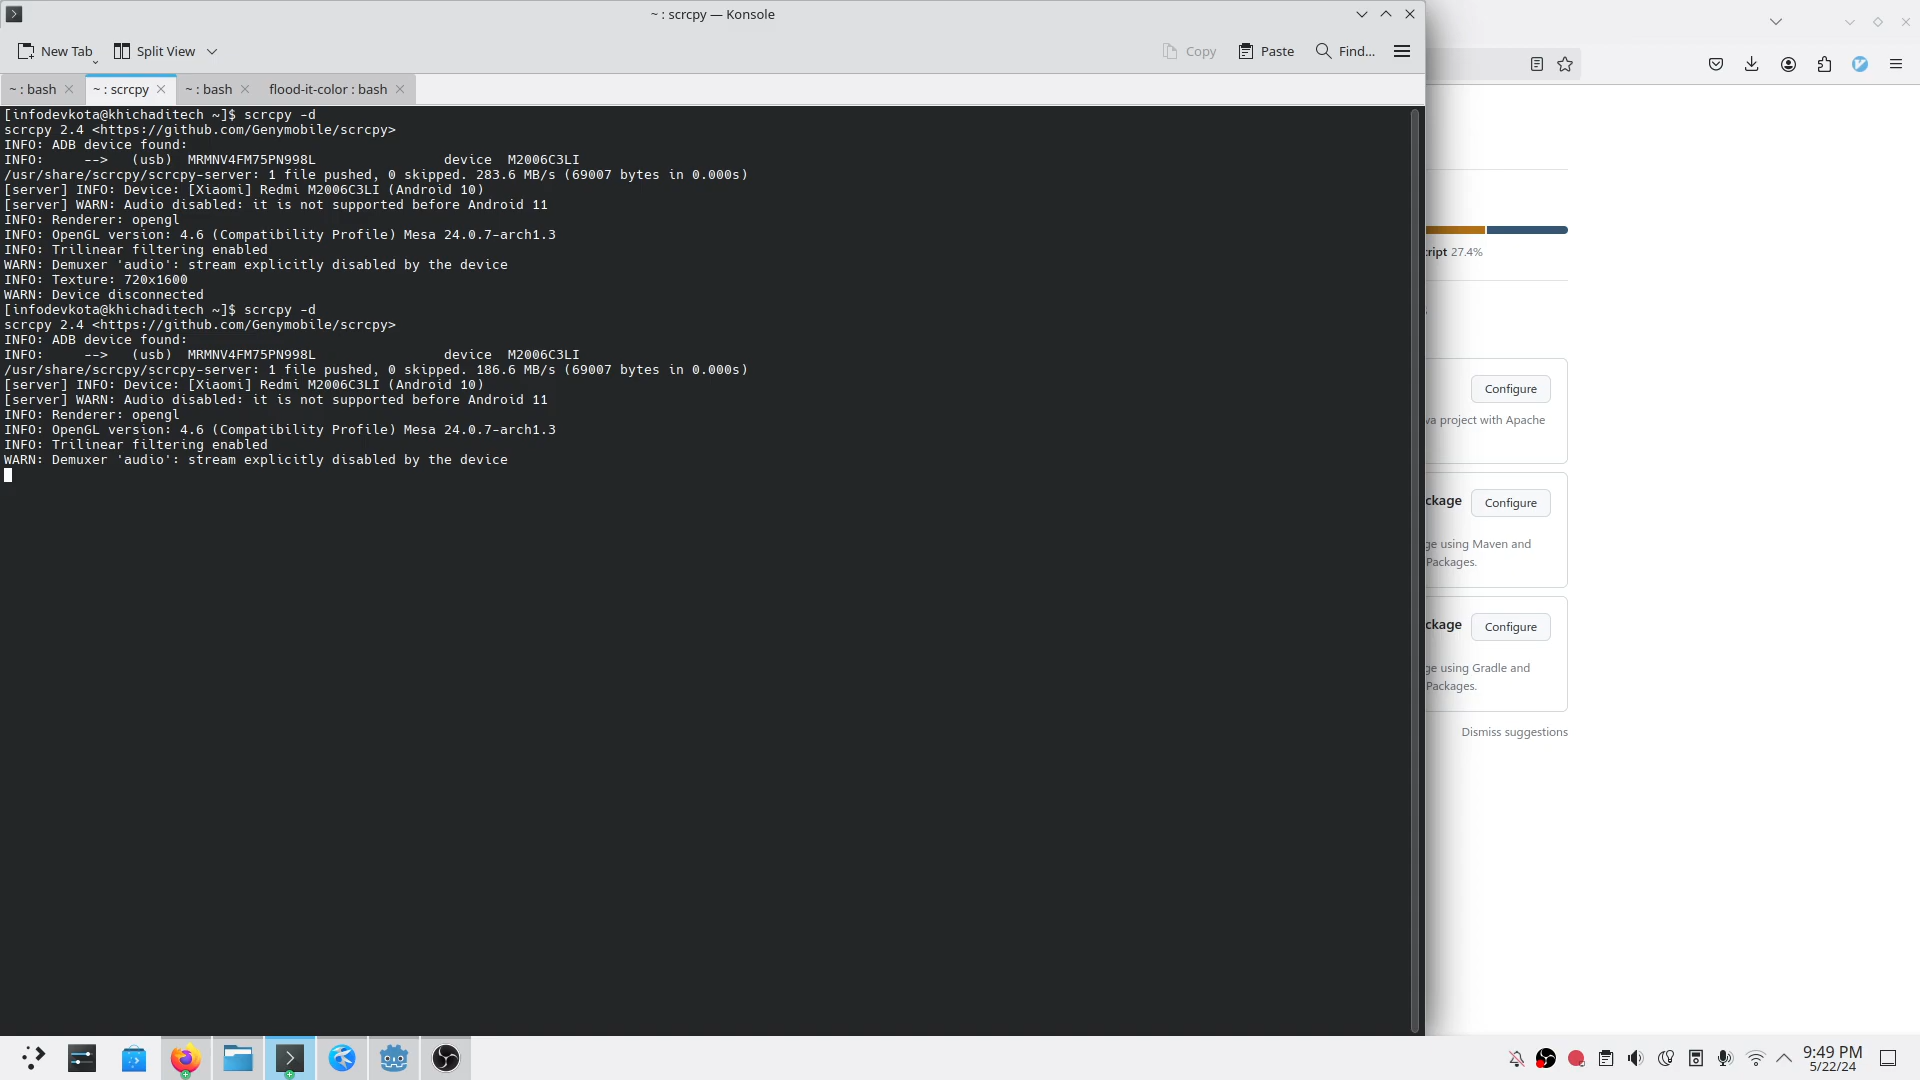 ~ : scrcpy — Konsole
New Tab
Split View
Copy
Paste
Find...
~ : bash
~ : scrcpy
~ : bash
flood-it-color : bash
[infodevkota@khichaditech ~]$ scrcpy -d
scrcpy 2.4 <https://github.com/Genymobile/scrcpy>
INFO: ADB device found:
INFO:     -->   (usb)  MRMNV4FM75PN998L                device  M2006C3LI
/usr/share/scrcpy/scrcpy-server: 1 file pushed, 0 skipped. 283.6 MB/s (69007 bytes in 0.000s)
[server] INFO: Device: [Xiaomi] Redmi M2006C3LI (Android 10)
[server] WARN: Audio disabled: it is not supported before Android 11
INFO: Renderer: opengl
INFO: OpenGL version: 4.6 (Compatibility Profile) Mesa 24.0.7-arch1.3
INFO: Trilinear filtering enabled
WARN: Demuxer 'audio': stream explicitly disabled by the device
INFO: Texture: 720x1600
WARN: Device disconnected
[infodevkota@khichaditech ~]$ scrcpy -d
scrcpy 2.4 <https://github.com/Genymobile/scrcpy>
INFO: ADB device found:
INFO:     -->   (usb)  MRMNV4FM75PN998L                device  M2006C3LI
/usr/share/scrcpy/scrcpy-server: 1 file pushed, 0 skipped. 186.6 MB/s (69007 bytes in 0.000s)
[server] INFO: Device: [Xiaomi] Redmi M2006C3LI (Android 10)
[server] WARN: Audio disabled: it is not supported before Android 11
INFO: Renderer: opengl
INFO: OpenGL version: 4.6 (Compatibility Profile) Mesa 24.0.7-arch1.3
INFO: Trilinear filtering enabled
WARN: Demuxer 'audio': stream explicitly disabled by the device
ript 27.4%
Configure
va project with Apache
ckage
Configure
ge using Maven and
Packages.
ckage
Configure
ge using Gradle and
Packages.
Dismiss suggestions
9:49 PM
5/22/24